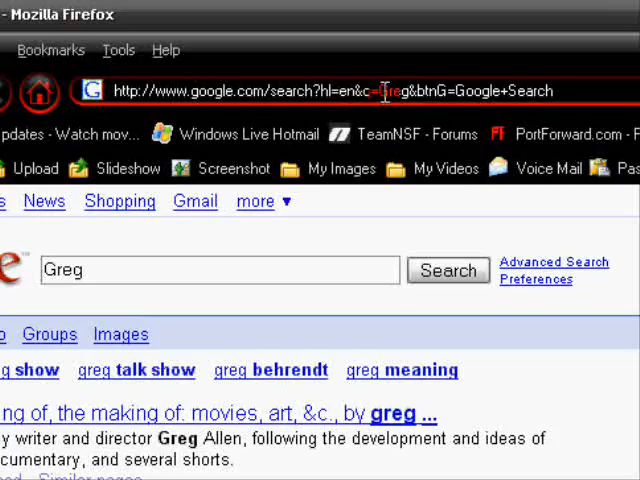 - Mozilla Firefox
Bookmarks Tools Help
http://www.google.com/search?hl=en&q=Greg&btnG=Google+Search
pdates - Watch mov... Windows Live Hotmail TeamNSF - Forums PortForward.com - F
Upload Slideshow Screenshot My Images My Videos Voice Mail Pas
s News Shopping Gmail more ▼
e™ Greg Search Advanced Search
Preferences
o Groups Images
g show greg talk show greg behrendt greg meaning
ng of, the making of: movies, art, &c., by greg ...
y writer and director Greg Allen, following the development and ideas of
cumentary, and several shorts.
Similar pages